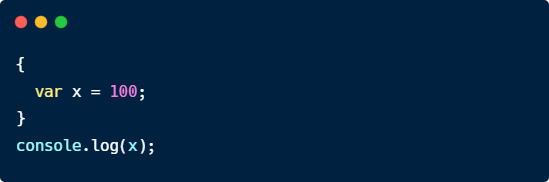 {
  var x = 100;
}
console.log(x);